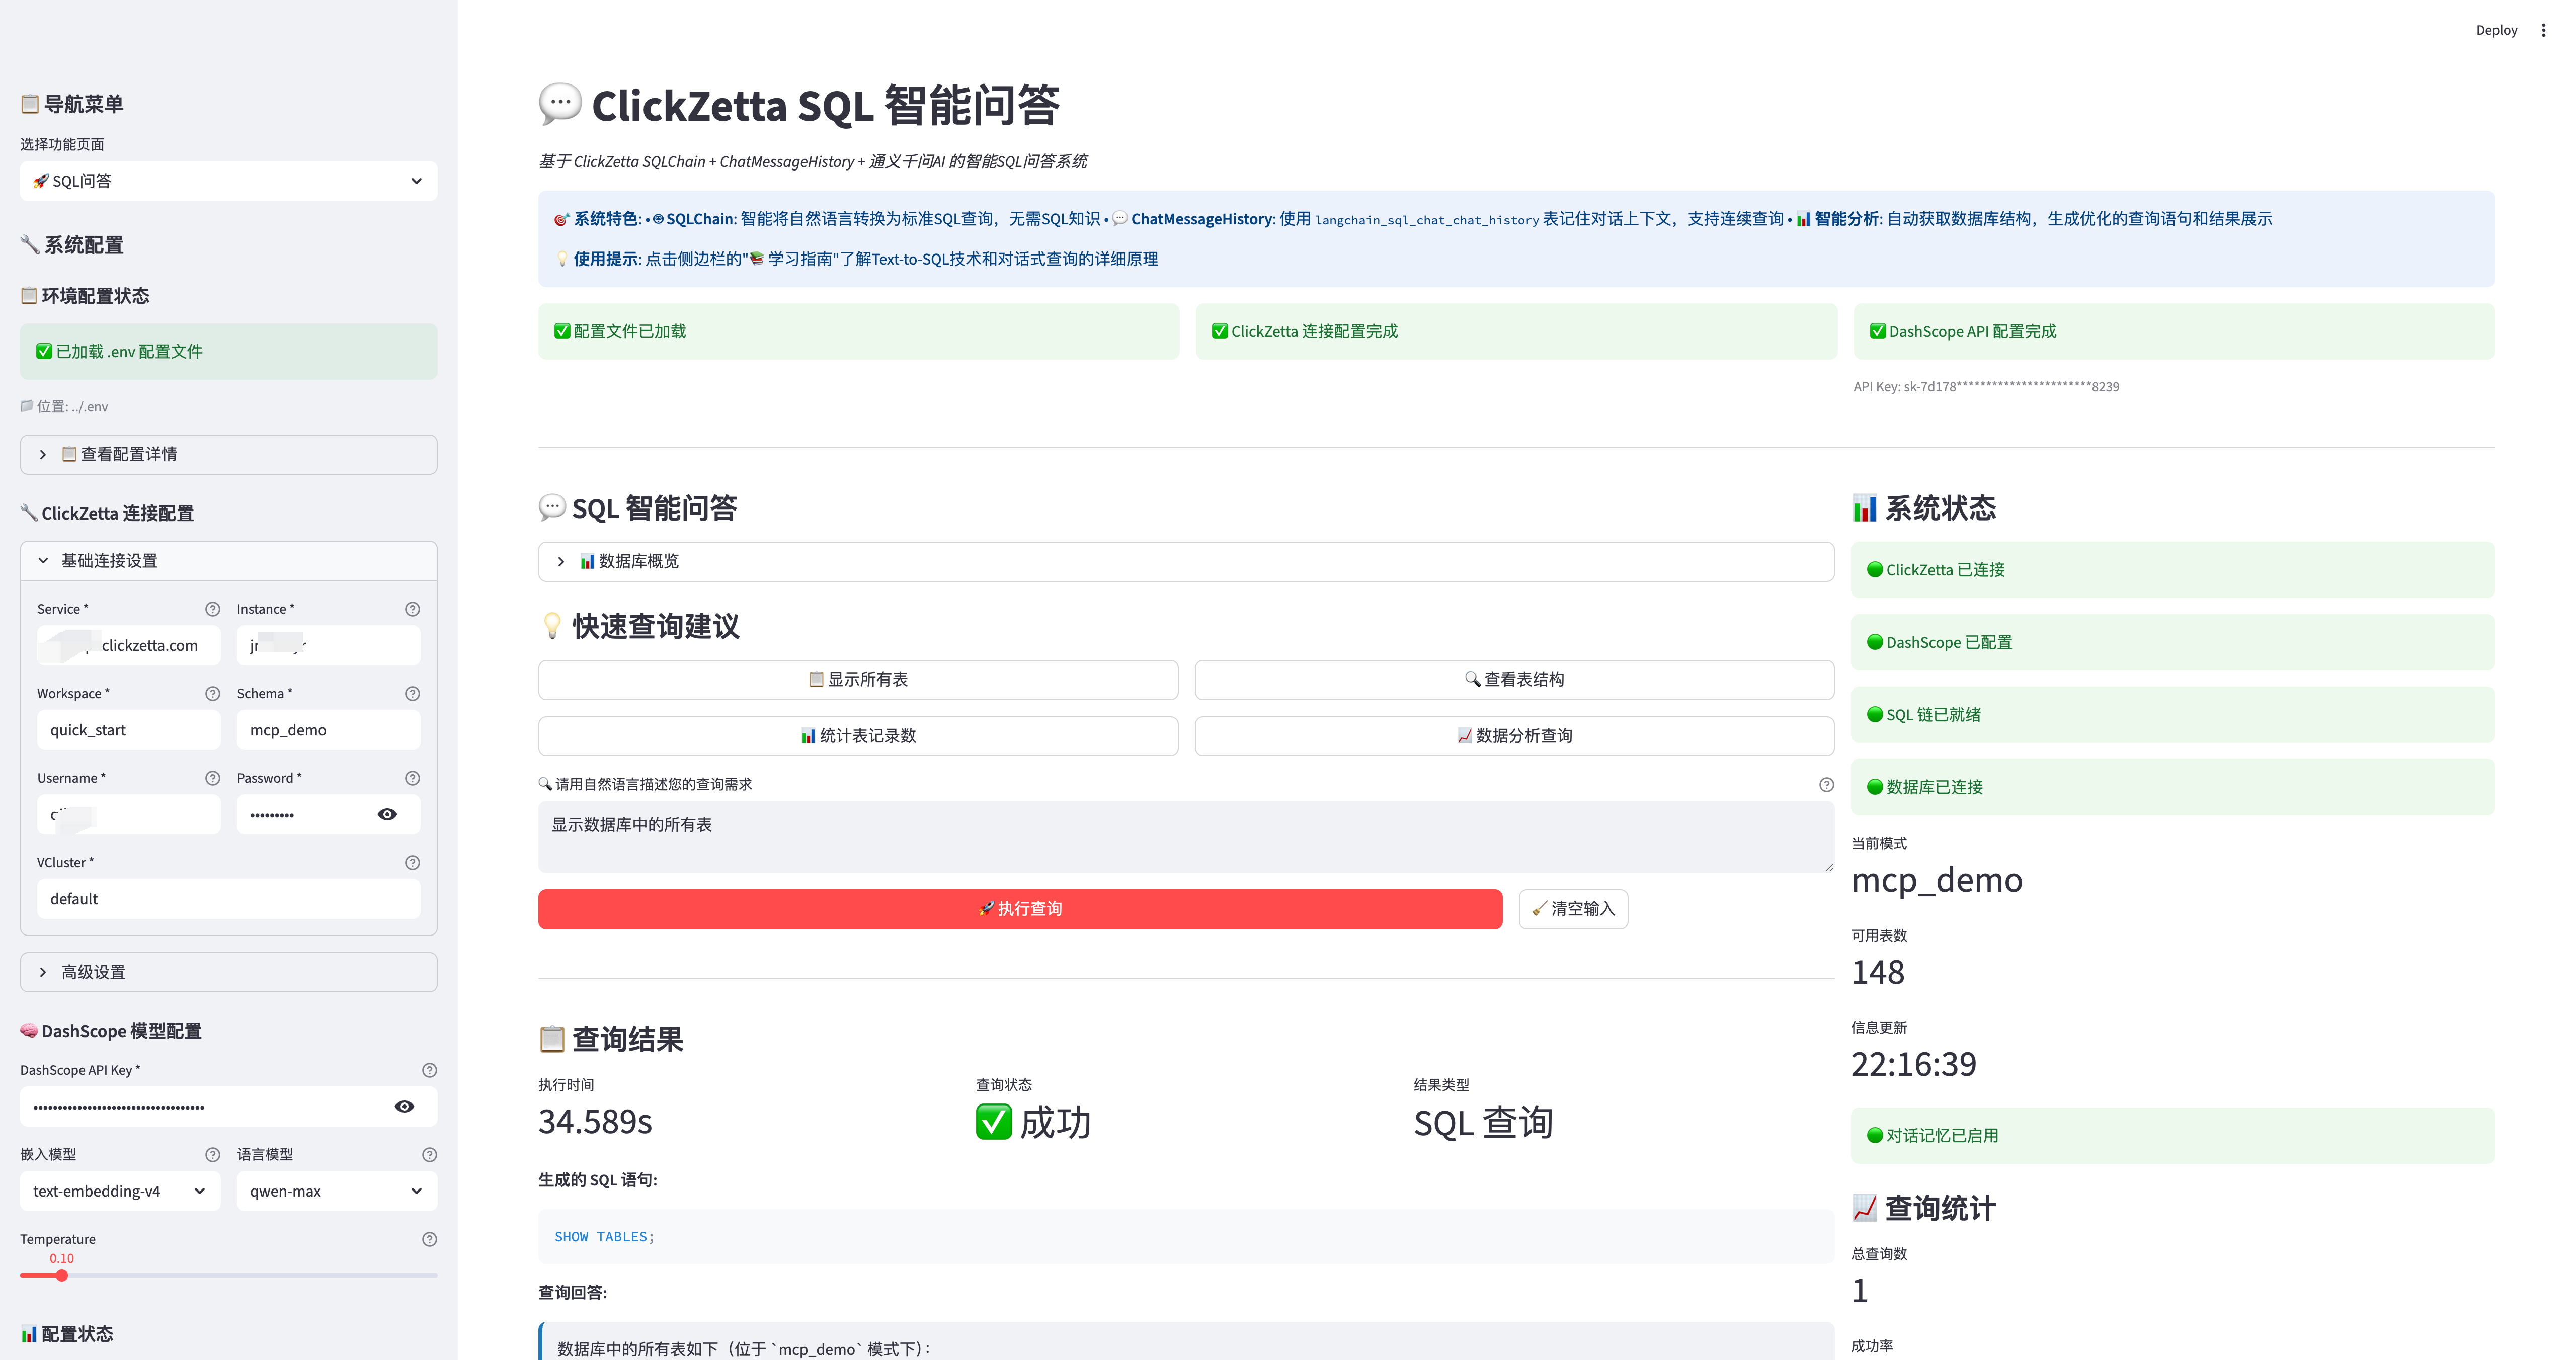 Deploy
导航菜单
选择功能页面
SQL问答
系统配置
环境配置状态
已加载 .env 配置文件
位置: ../.env
查看配置详情
ClickZetta 连接配置
基础连接设置
Service *
Instance *
clickzetta.com
Workspace *
Schema *
quick_start
mcp_demo
Username *
Password *
•••••••••
VCluster *
default
高级设置
DashScope 模型配置
DashScope API Key *
嵌入模型
语言模型
text-embedding-v4
qwen-max
Temperature
0.10
配置状态
ClickZetta SQL 智能问答
基于 ClickZetta SQLChain + ChatMessageHistory + 通义千问AI 的智能SQL问答系统
系统特色: • SQLChain: 智能将自然语言转换为标准SQL查询，无需SQL知识 • ChatMessageHistory: 使用 langchain_sql_chat_chat_history 表记住对话上下文，支持连续查询 • 智能分析: 自动获取数据库结构，生成优化的查询语句和结果展示
使用提示: 点击侧边栏的"📚 学习指南"了解Text-to-SQL技术和对话式查询的详细原理
配置文件已加载
ClickZetta 连接配置完成
DashScope API 配置完成
API Key: sk-7d178***********************8239
SQL 智能问答
数据库概览
快速查询建议
显示所有表
查看表结构
统计表记录数
数据分析查询
请用自然语言描述您的查询需求
显示数据库中的所有表
执行查询
清空输入
查询结果
执行时间
查询状态
结果类型
34.589s
成功
SQL 查询
生成的 SQL 语句:
SHOW TABLES;
查询回答:
数据库中的所有表如下（位于 `mcp_demo` 模式下）：
系统状态
ClickZetta 已连接
DashScope 已配置
SQL 链已就绪
数据库已连接
当前模式
mcp_demo
可用表数
148
信息更新
22:16:39
对话记忆已启用
查询统计
总查询数
1
成功率